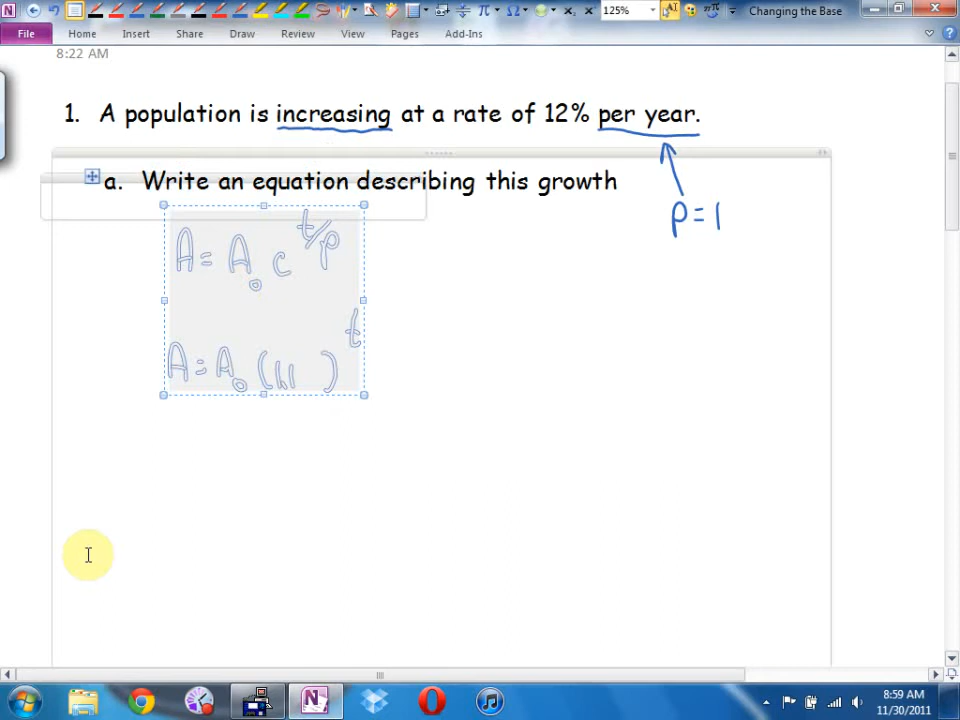 125%
Changing the Base
File Home Insert Share Draw Review View Pages Add-Ins
8:22 AM
1. A population is increasing at a rate of 12% per year.
a. Write an equation describing this growth
p = 1
A = A₀ c^(t/p)
A = A₀ ( )^t
8:59 AM
11/30/2011